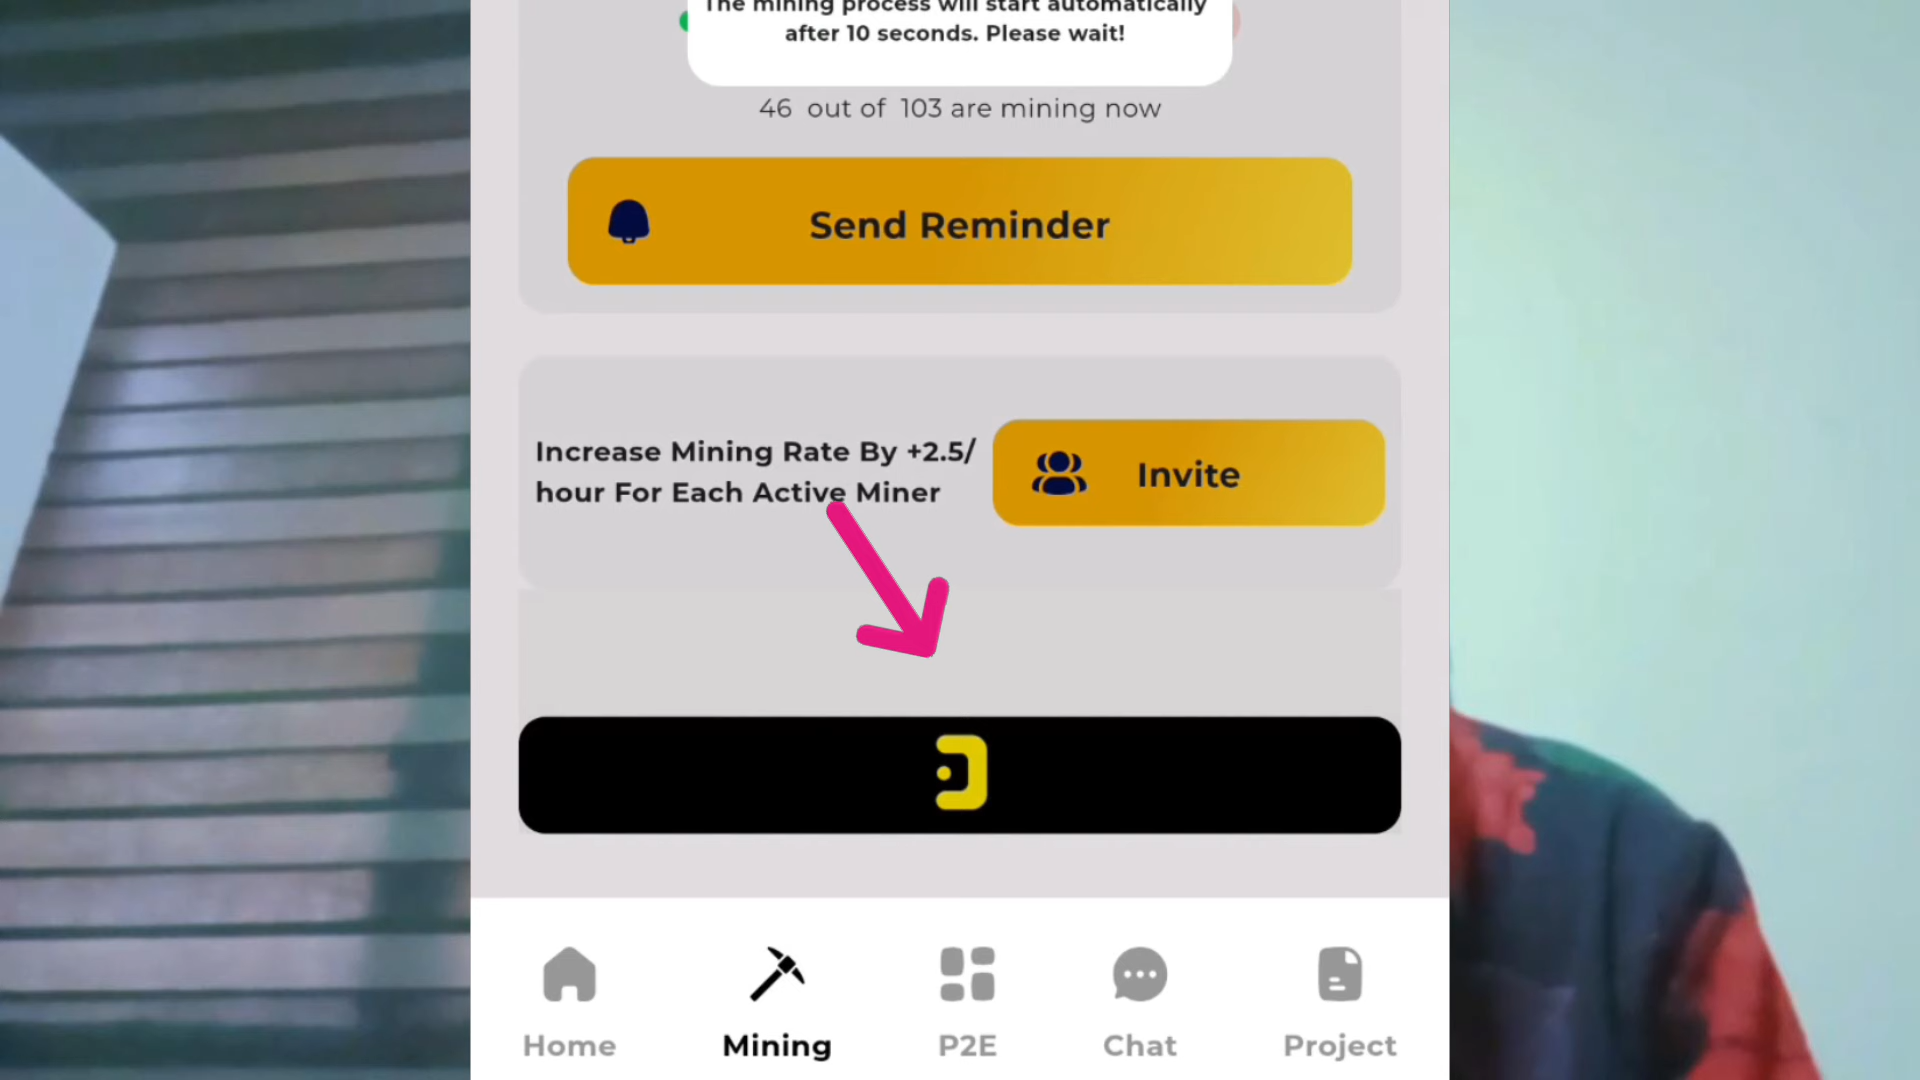 The mining process will start automatically
after 10 seconds. Please wait!
46 out of 103 are mining now
Send Reminder
Increase Mining Rate By +2.5/
hour For Each Active Miner
Invite
Home
Mining
P2E
Chat
Project